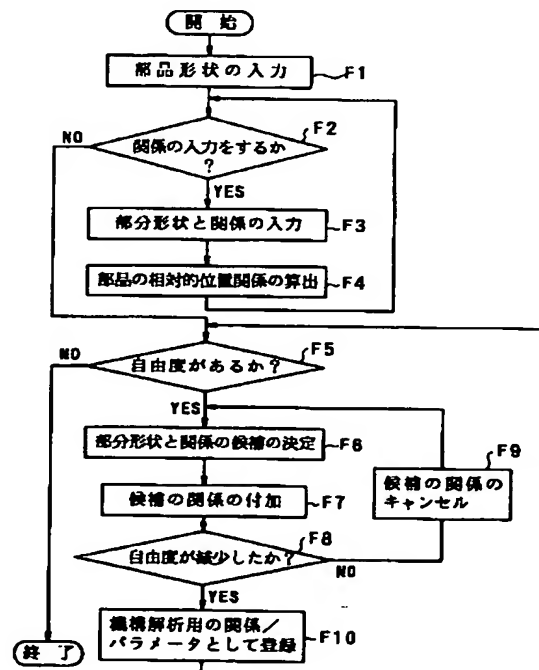 開始
部品形状の入力
F1
F2
NO
関係の入力をするか
?
YES
部分形状と関係の入力
F3
部品の相対的位置関係の算出
F4
F5
NO
自由度があるか?
YES
部分形状と関係の候補の決定
F6
F9
候補の関係の
キャンセル
候補の関係の付加
F7
F8
自由度が減少したか?
NO
YES
機構解析用の関係/
パラメータとして登録
F10
終了